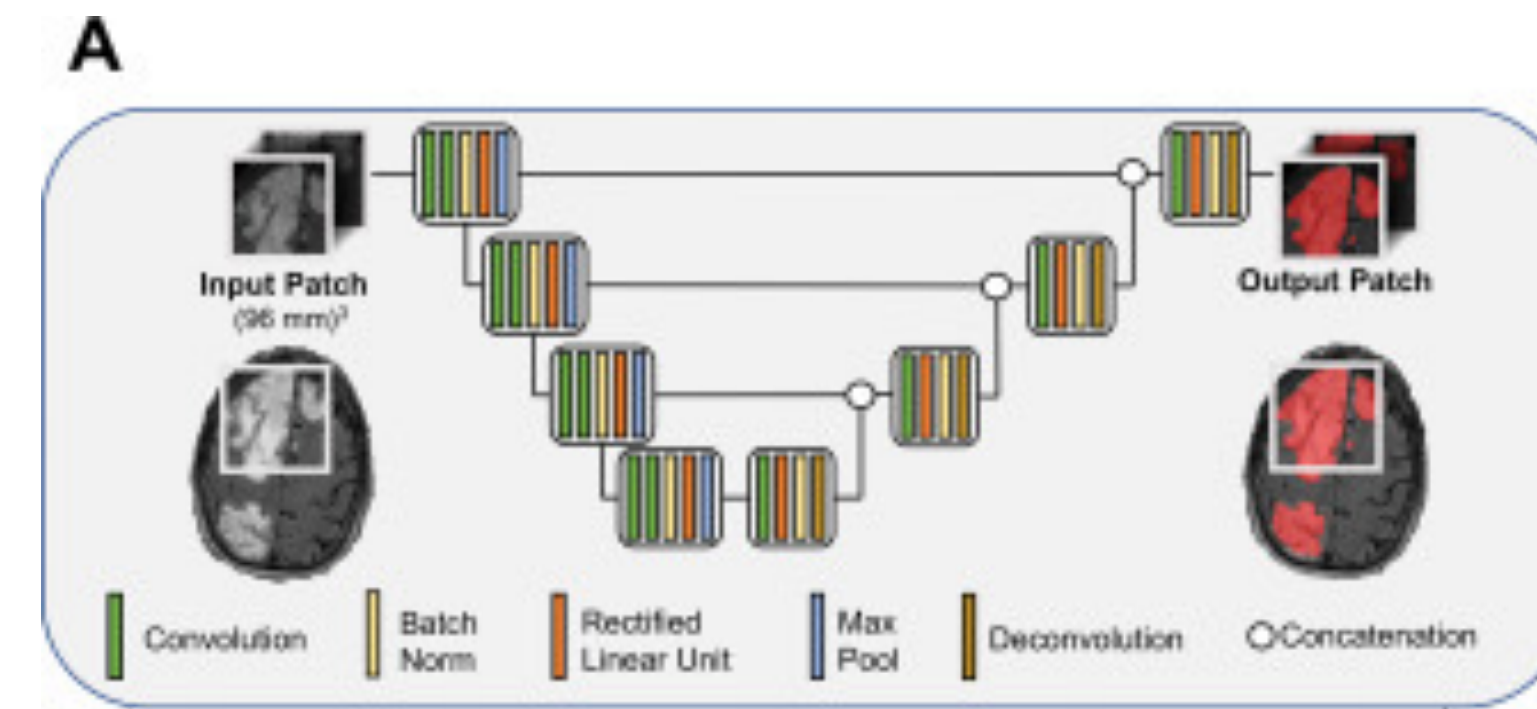 A
Input Patch
(96 mm)³
Output Patch
Convolution
Batch
Norm
Rectified
Linear Unit
Max
Pool
Deconvolution
Concatenation